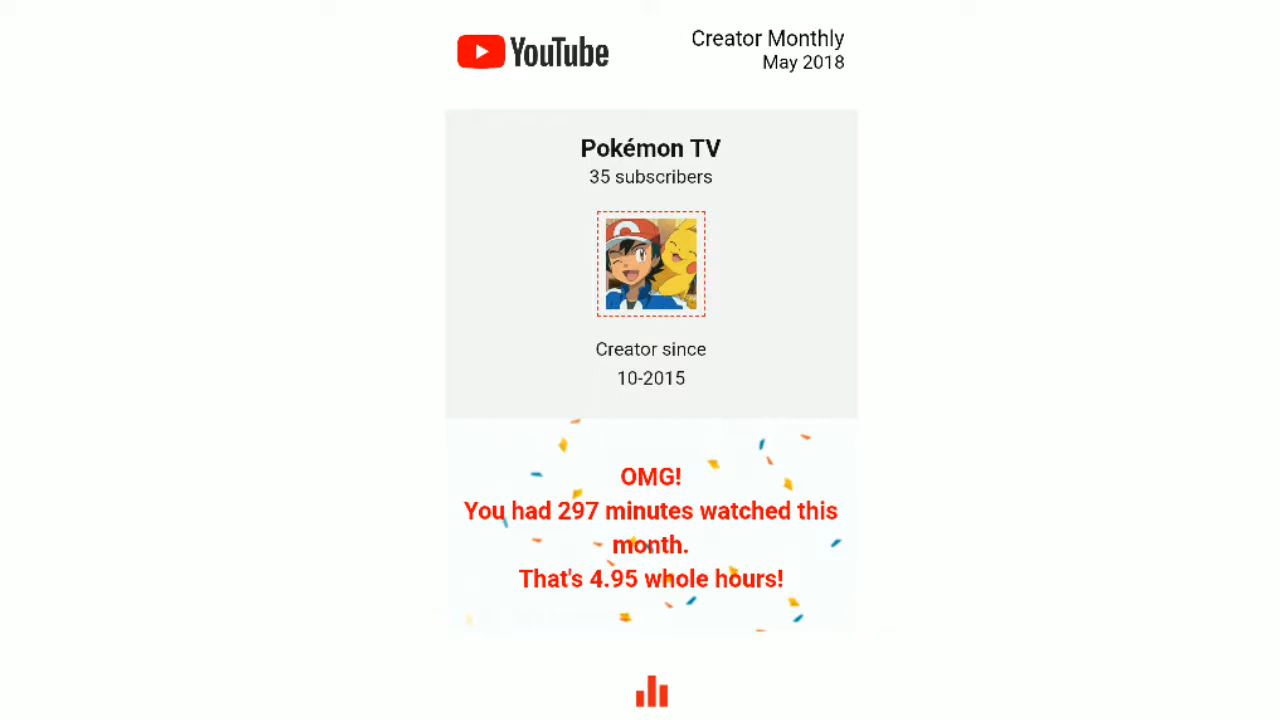 YouTube
Creator Monthly
May 2018
Pokémon TV
35 subscribers
Creator since
10-2015
OMG!
You had 297 minutes watched this
month.
That's 4.95 whole hours!